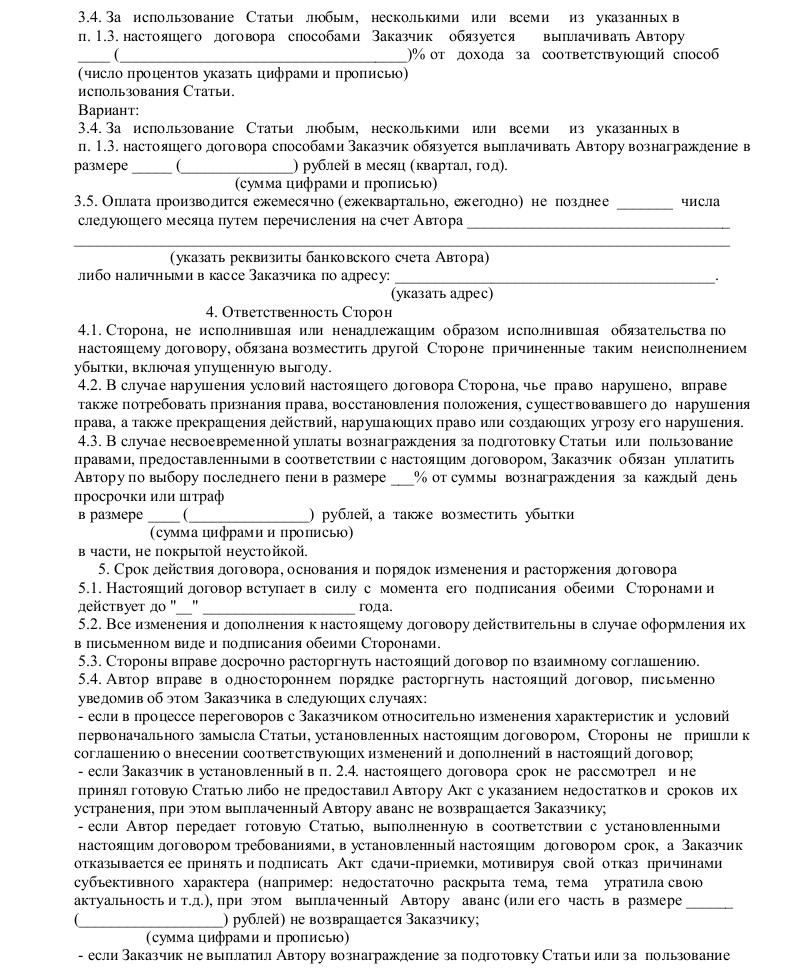 3.4. За использование Статьи любым, несколькими или всеми из указанных в
п. 1.3. настоящего договора способами Заказчик обязуется выплачивать Автору
____ (____________________________________)% от дохода за соответствующий способ
(число процентов указать цифрами и прописью)
использования Статьи.
Вариант:
3.4. За использование Статьи любым, несколькими или всеми из указанных в
п. 1.3. настоящего договора способами Заказчик обязуется выплачивать Автору вознаграждение в
размере _____ (______________) рублей в месяц (квартал, год).
(сумма цифрами и прописью)
3.5. Оплата производится ежемесячно (ежеквартально, ежегодно) не позднее _______ числа
следующего месяца путем перечисления на счет Автора _________________________________
__________________________________________________________________________________
(указать реквизиты банковского счета Автора)
либо наличными в кассе Заказчика по адресу: ________________________________________.
(указать адрес)
4. Ответственность Сторон
4.1. Сторона, не исполнившая или ненадлежащим образом исполнившая обязательства по
настоящему договору, обязана возместить другой Стороне причиненные таким неисполнением
убытки, включая упущенную выгоду.
4.2. В случае нарушения условий настоящего договора Сторона, чье право нарушено, вправе
также потребовать признания права, восстановления положения, существовавшего до нарушения
права, а также прекращения действий, нарушающих право или создающих угрозу его нарушения.
4.3. В случае несвоевременной уплаты вознаграждения за подготовку Статьи или пользование
правами, предоставленными в соответствии с настоящим договором, Заказчик обязан уплатить
Автору по выбору последнего пени в размере ___% от суммы вознаграждения за каждый день
просрочки или штраф
в размере ____ (_______________) рублей, а также возместить убытки
(сумма цифрами и прописью)
в части, не покрытой неустойкой.
5. Срок действия договора, основания и порядок изменения и расторжения договора
5.1. Настоящий договор вступает в силу с момента его подписания обеими Сторонами и
действует до "__" ___________________ года.
5.2. Все изменения и дополнения к настоящему договору действительны в случае оформления их
в письменном виде и подписания обеими Сторонами.
5.3. Стороны вправе досрочно расторгнуть настоящий договор по взаимному соглашению.
5.4. Автор вправе в одностороннем порядке расторгнуть настоящий договор, письменно
уведомив об этом Заказчика в следующих случаях:
- если в процессе переговоров с Заказчиком относительно изменения характеристик и условий
первоначального замысла Статьи, установленных настоящим договором, Стороны не пришли к
соглашению о внесении соответствующих изменений и дополнений в настоящий договор;
- если Заказчик в установленный в п. 2.4. настоящего договора срок не рассмотрел и не
принял готовую Статью либо не предоставил Автору Акт с указанием недостатков и сроков их
устранения, при этом выплаченный Автору аванс не возвращается Заказчику;
- если Автор передает готовую Статью, выполненную в соответствии с установленными
настоящим договором требованиями, в установленный настоящим договором срок, а Заказчик
отказывается ее принять и подписать Акт сдачи-приемки, мотивируя свой отказ причинами
субъективного характера (например: недостаточно раскрыта тема, тема утратила свою
актуальность и т.д.), при этом выплаченный Автору аванс (или его часть в размере ______
(__________________) рублей) не возвращается Заказчику;
(сумма цифрами и прописью)
- если Заказчик не выплатил Автору вознаграждение за подготовку Статьи или за пользование